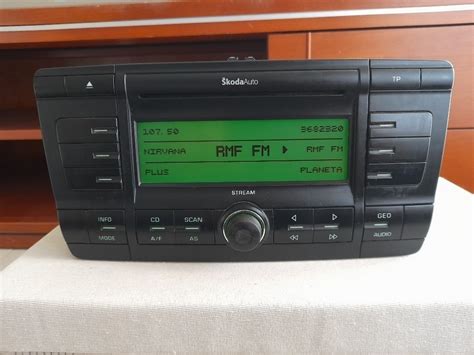 ŠkodaAuto
TP
107.50 3682320
NIRVANA RMF FM RMF FM
PLUS PLANETA
STREAM
INFO CD SCAN GEO
MODE A/F AS AUDIO